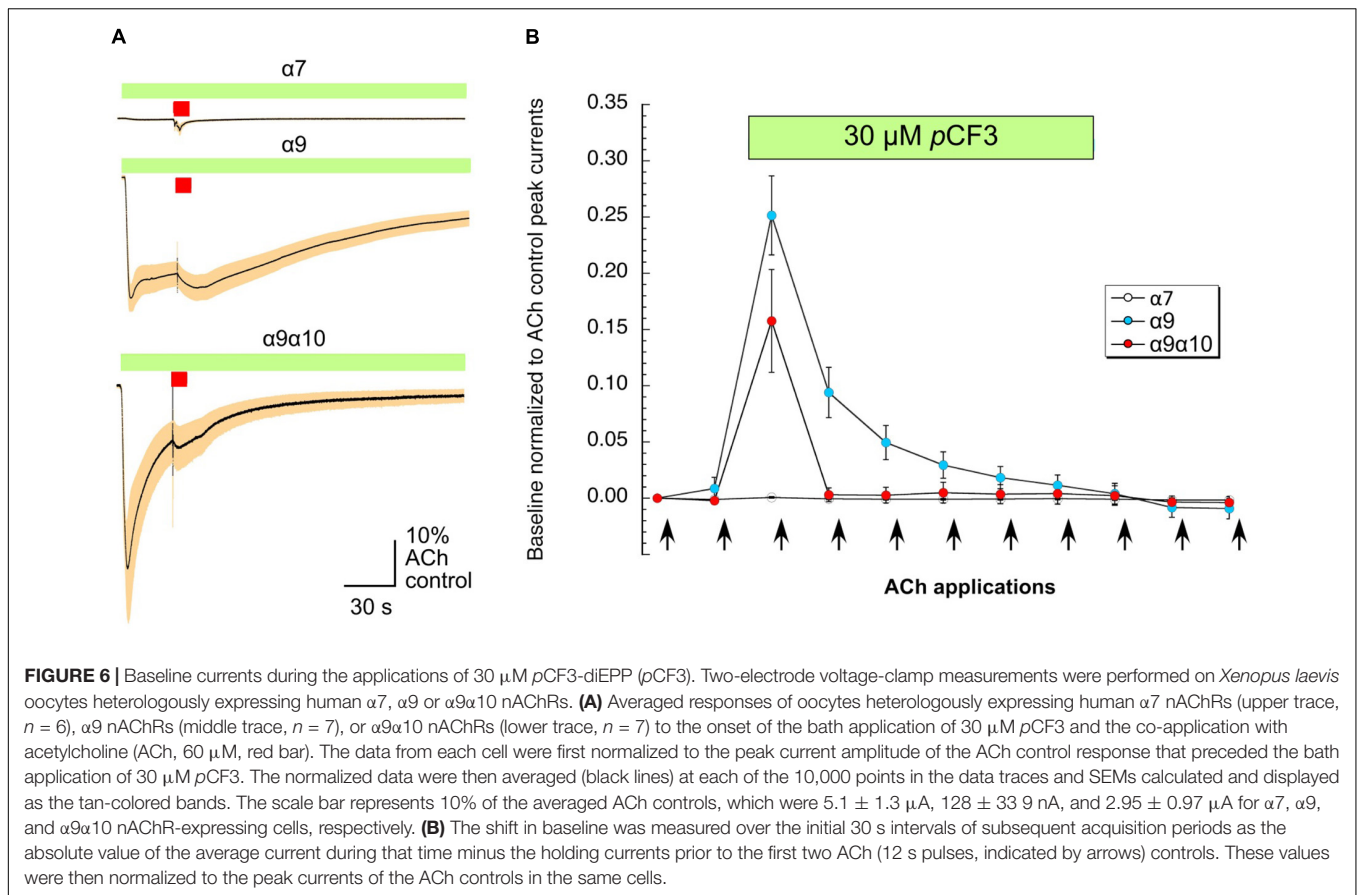 A
α7
α9
α9α10
10%
ACh
control
30 s
B
Baseline normalized to ACh control peak currents
0.35
0.30
0.25
0.20
0.15
0.10
0.05
0.00
30 μM pCF3
α7
α9
α9α10
ACh applications
FIGURE 6 | Baseline currents during the applications of 30 μM pCF3-diEPP (pCF3). Two-electrode voltage-clamp measurements were performed on Xenopus laevis
oocytes heterologously expressing human α7, α9 or α9α10 nAChRs. (A) Averaged responses of oocytes heterologously expressing human α7 nAChRs (upper trace,
n = 6), α9 nAChRs (middle trace, n = 7), or α9α10 nAChRs (lower trace, n = 7) to the onset of the bath application of 30 μM pCF3 and the co-application with
acetylcholine (ACh, 60 μM, red bar). The data from each cell were first normalized to the peak current amplitude of the ACh control response that preceded the bath
application of 30 μM pCF3. The normalized data were then averaged (black lines) at each of the 10,000 points in the data traces and SEMs calculated and displayed
as the tan-colored bands. The scale bar represents 10% of the averaged ACh controls, which were 5.1 ± 1.3 μA, 128 ± 33 9 nA, and 2.95 ± 0.97 μA for α7, α9,
and α9α10 nAChR-expressing cells, respectively. (B) The shift in baseline was measured over the initial 30 s intervals of subsequent acquisition periods as the
absolute value of the average current during that time minus the holding currents prior to the first two ACh (12 s pulses, indicated by arrows) controls. These values
were then normalized to the peak currents of the ACh controls in the same cells.